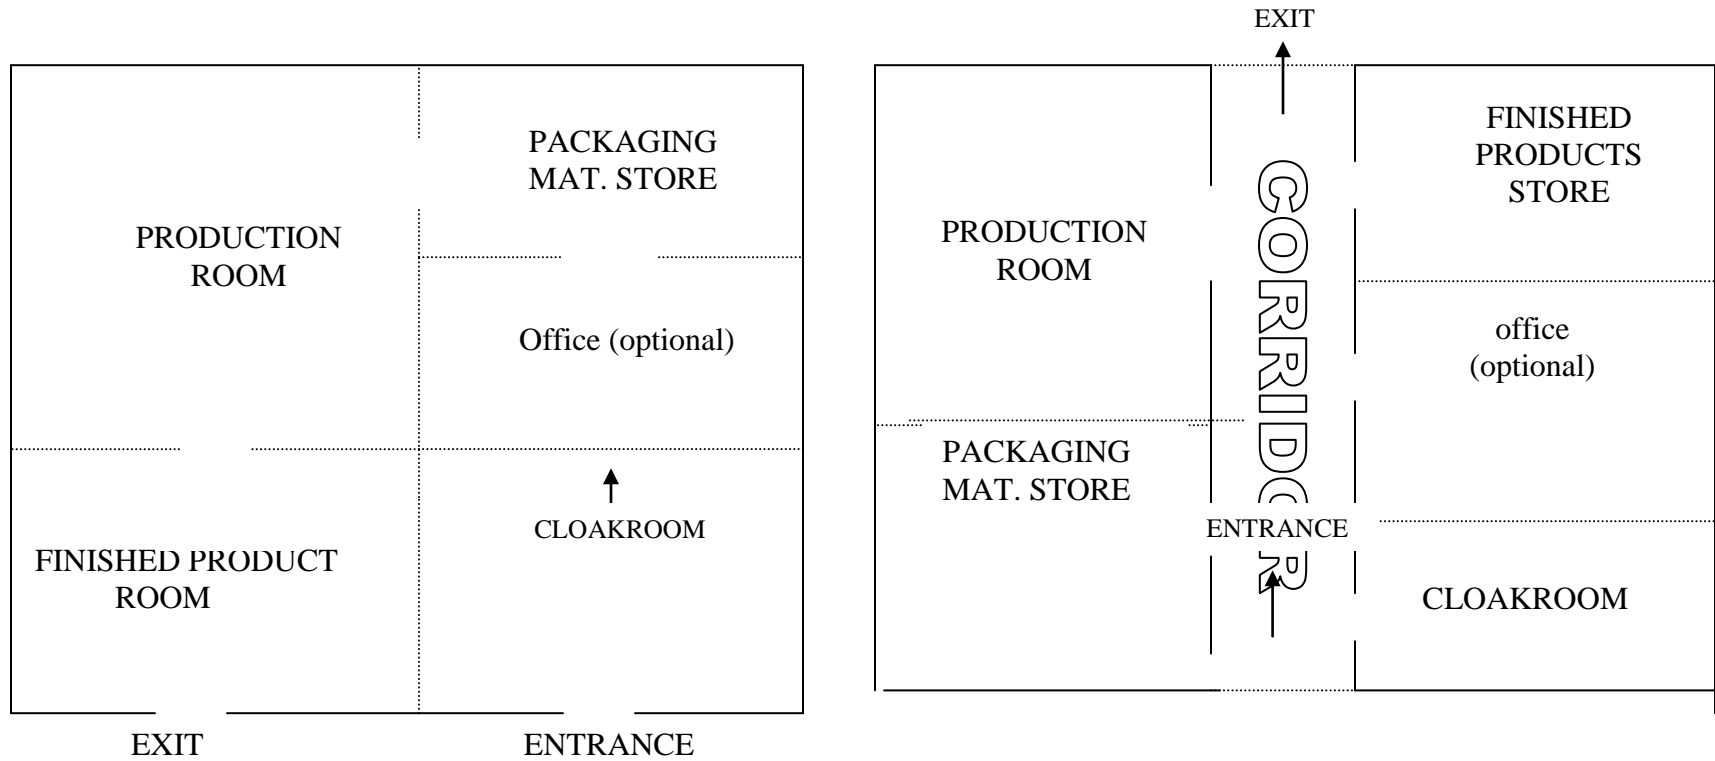 PACKAGING
MAT. STORE
PRODUCTION
ROOM
Office (optional)
CLOAKROOM
FINISHED PRODUCT
ROOM
EXIT
ENTRANCE
EXIT
FINISHED
PRODUCTS
STORE
PRODUCTION
ROOM
CORRIDOR
office
(optional)
PACKAGING
MAT. STORE
ENTRANCE
CLOAKROOM